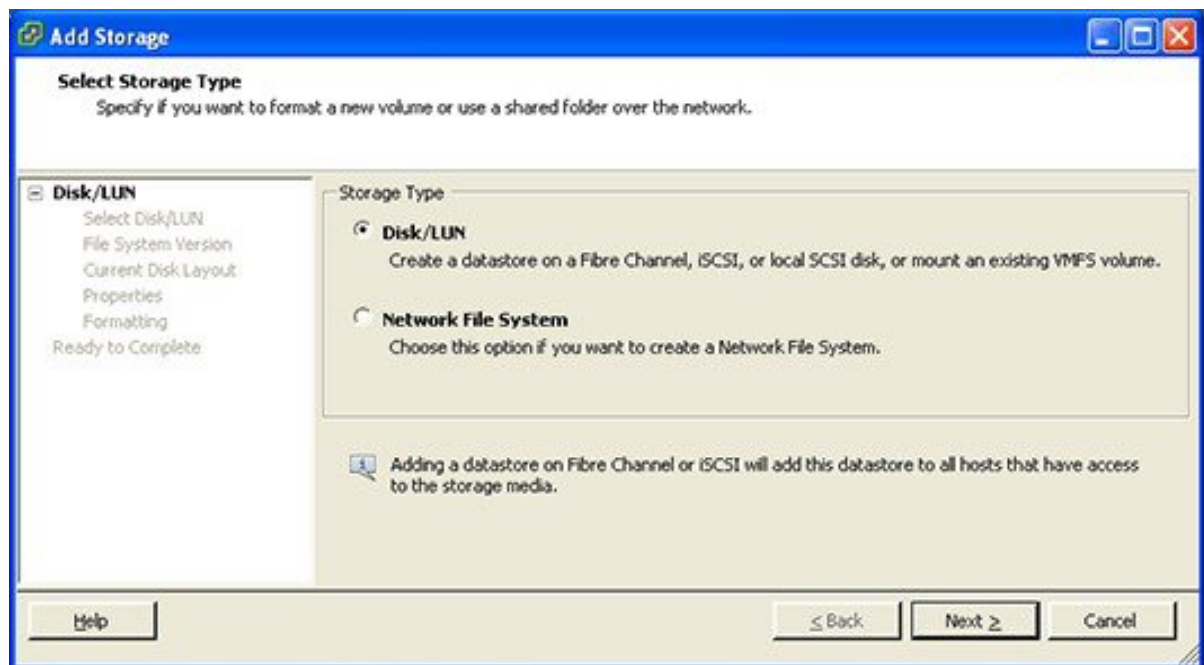 Add Storage
Select Storage Type
Specify if you want to format a new volume or use a shared folder over the network.
Disk/LUN
Select Disk/LUN
File System Version
Current Disk Layout
Properties
Formatting
Ready to Complete
Storage Type
Disk/LUN
Create a datastore on a Fibre Channel, iSCSI, or local SCSI disk, or mount an existing VMFS volume.
Network File System
Choose this option if you want to create a Network File System.
Adding a datastore on Fibre Channel or iSCSI will add this datastore to all hosts that have access
to the storage media.
Help
< Back
Next >
Cancel